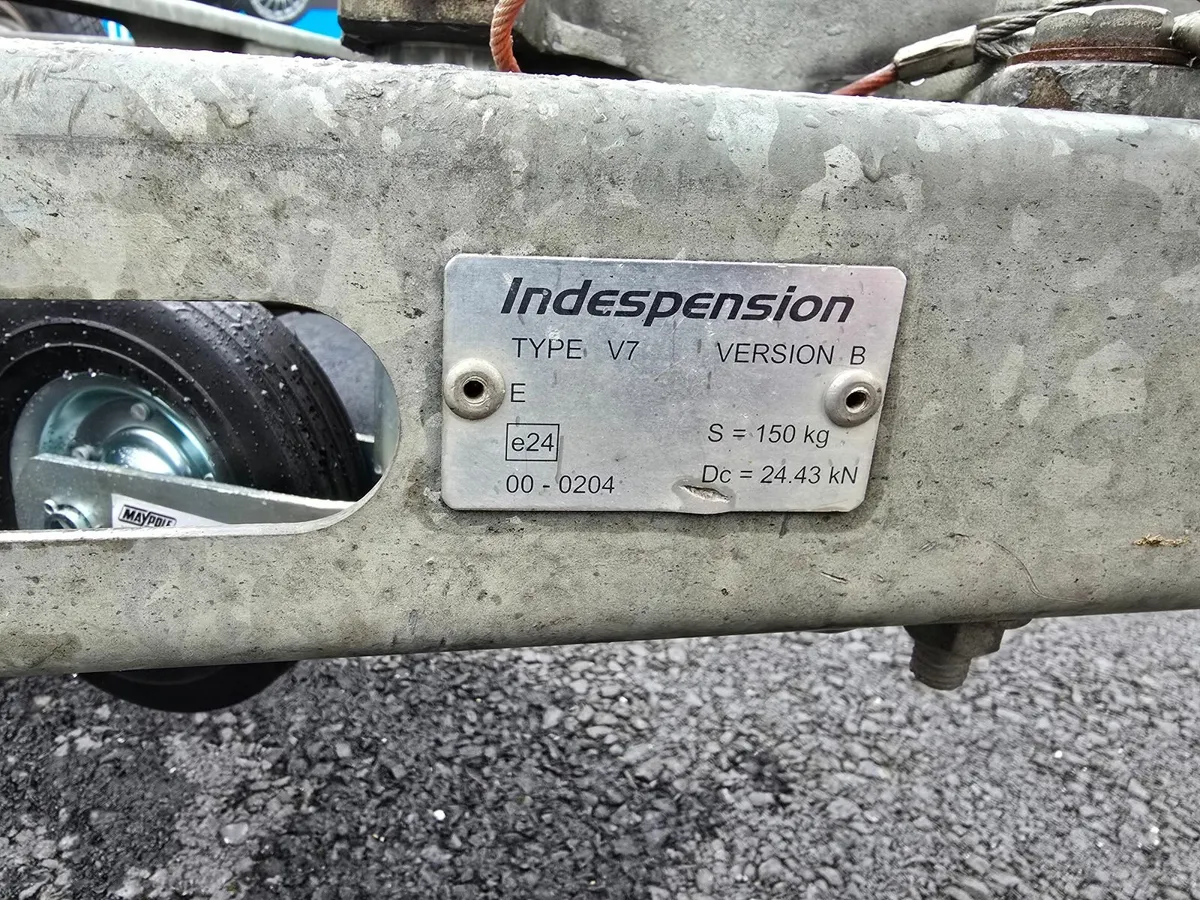 Indespension
TYPE V7 VERSION B
E
e24 S = 150 kg
00 - 0204 Dc = 24.43 kN
MAYPOLE